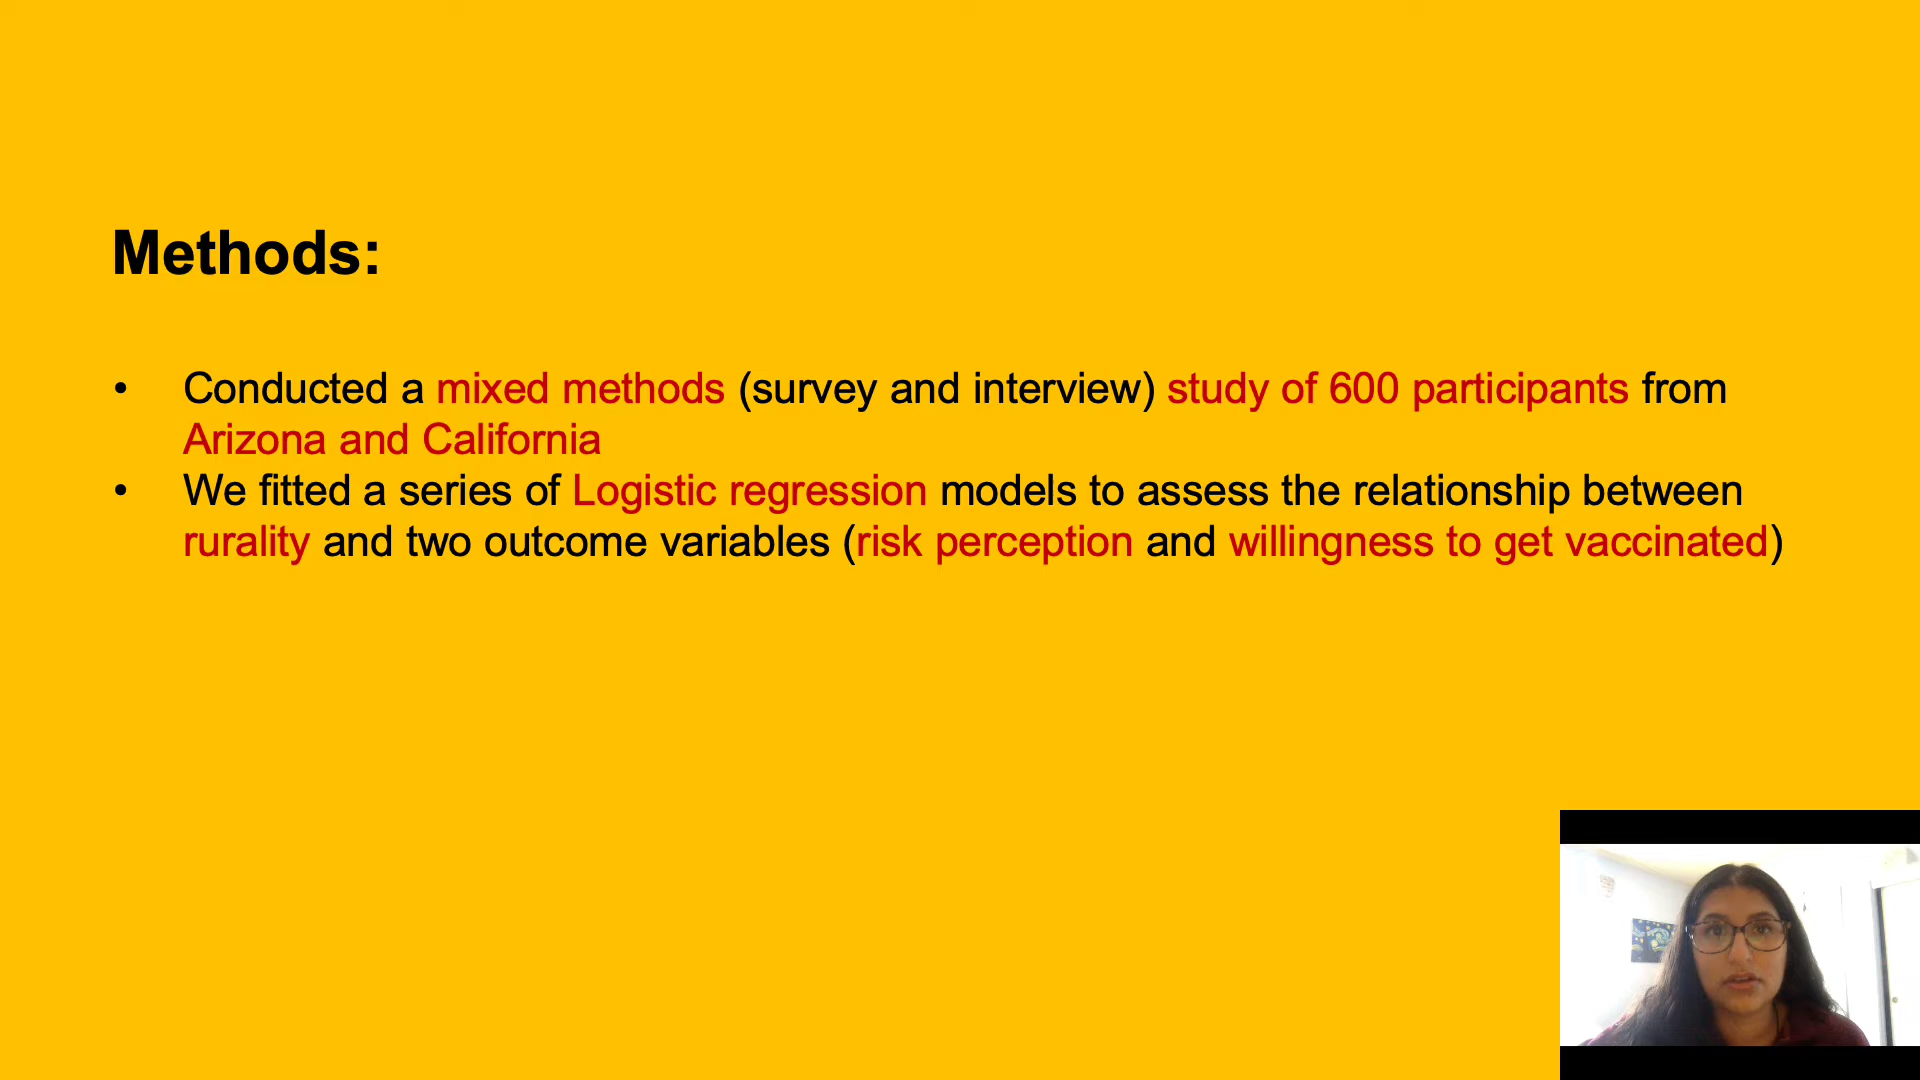 Methods:
• Conducted a mixed methods (survey and interview) study of 600 participants from
Arizona and California
• We fitted a series of Logistic regression models to assess the relationship between
rurality and two outcome variables (risk perception and willingness to get vaccinated)